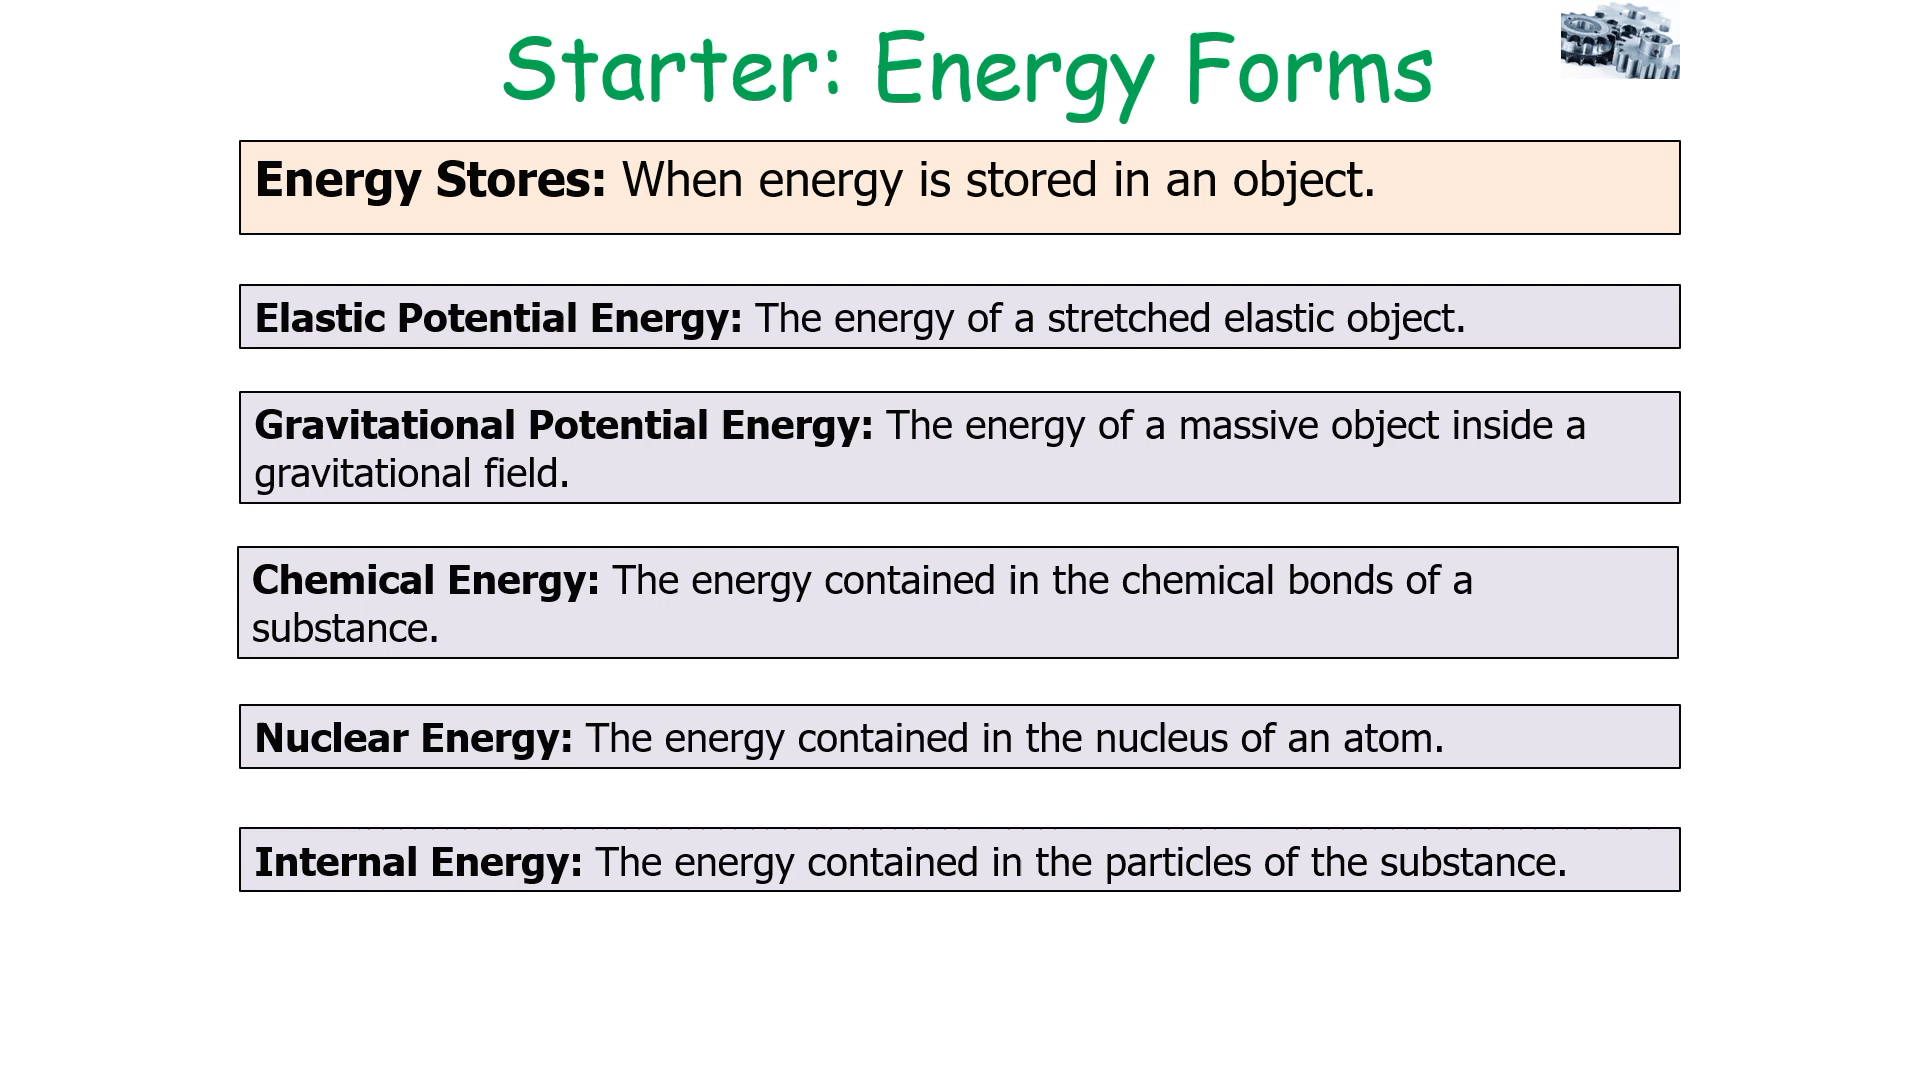 Starter: Energy Forms
Energy Stores: When energy is stored in an object.
Elastic Potential Energy: The energy of a stretched elastic object.
Gravitational Potential Energy: The energy of a massive object inside a
gravitational field.
Chemical Energy: The energy contained in the chemical bonds of a
substance.
Nuclear Energy: The energy contained in the nucleus of an atom.
Internal Energy: The energy contained in the particles of the substance.